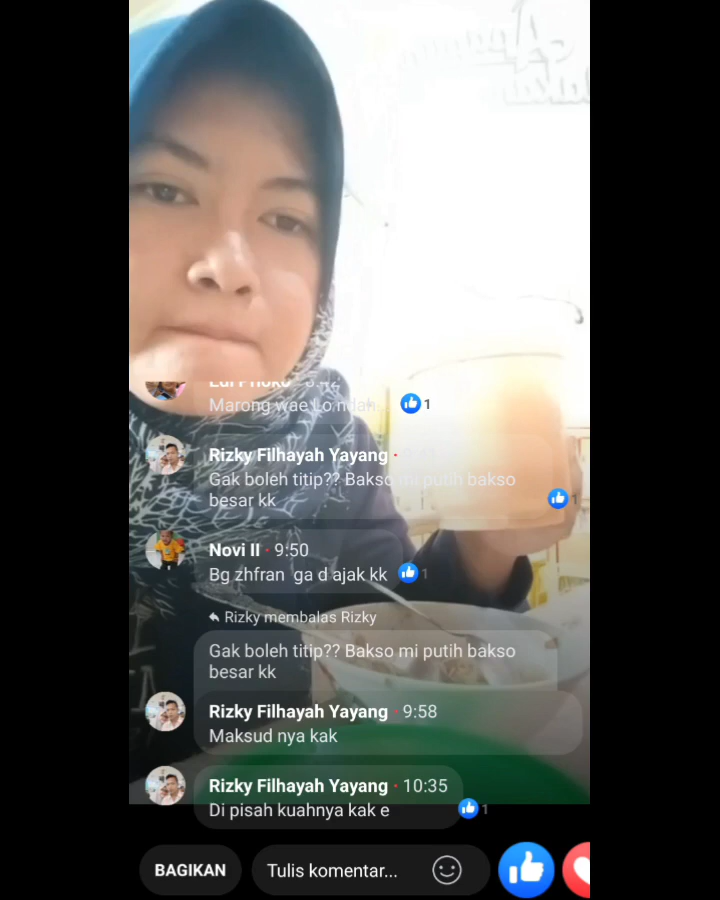 Marong wae Lo ndah
1
Rizky Filhayah Yayang ·
Gak boleh titip?? Bakso mi putih bakso
besar kk
1
Novi II · 9:50
Bg zhfran ga d ajak kk
1
Rizky membalas Rizky
Gak boleh titip?? Bakso mi putih bakso
besar kk
Rizky Filhayah Yayang · 9:58
Maksud nya kak
Rizky Filhayah Yayang · 10:35
Di pisah kuahnya kak e
1
BAGIKAN
Tulis komentar...